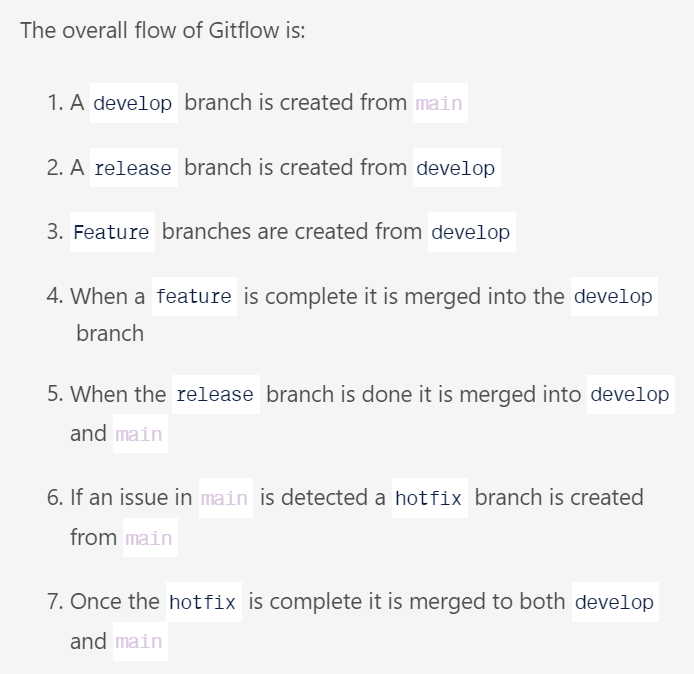 The overall flow of Gitflow is:
1. A develop branch is created from main
2. A release branch is created from develop
3. Feature branches are created from develop
4. When a feature is complete it is merged into the develop
branch
5. When the release branch is done it is merged into develop
and main
6. If an issue in main is detected a hotfix branch is created
from main
7. Once the hotfix is complete it is merged to both develop
and main